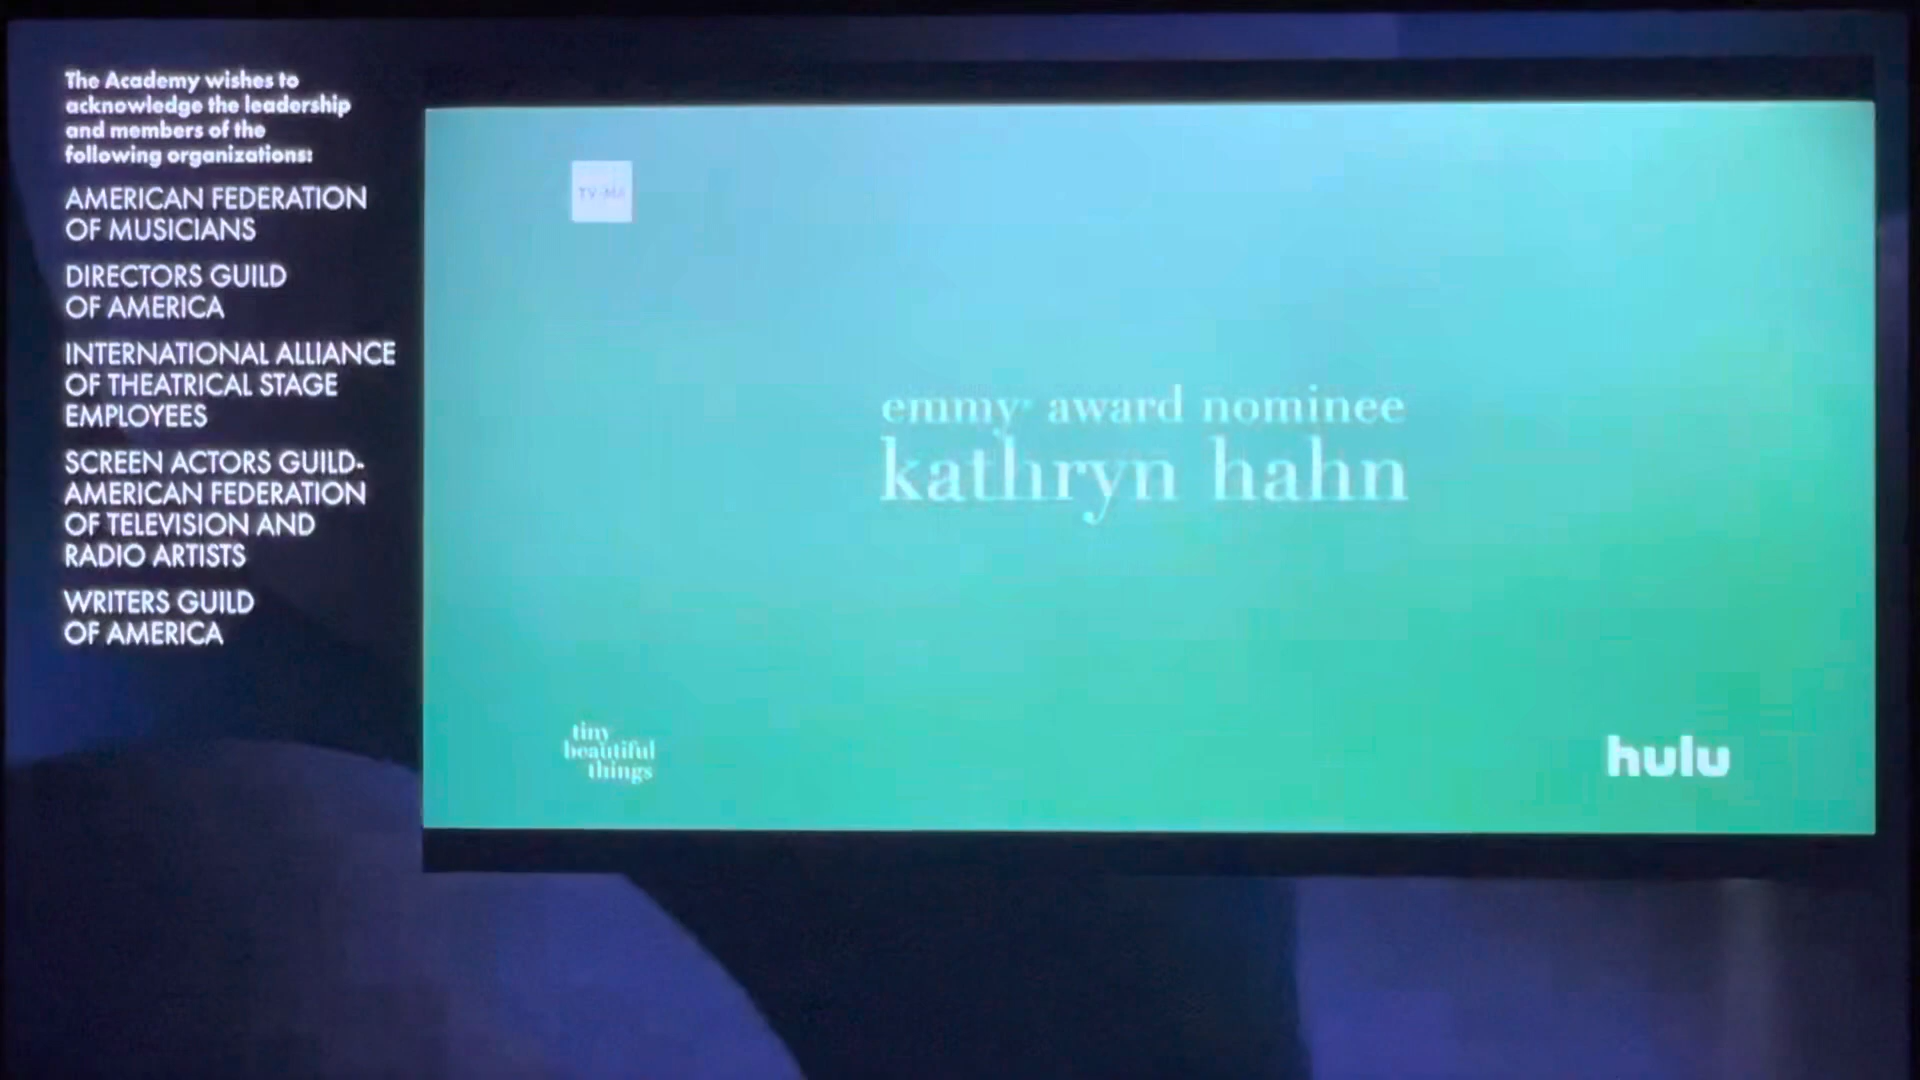 The Academy wishes to
acknowledge the leadership
and members of the
following organizations:
AMERICAN FEDERATION
OF MUSICIANS
DIRECTORS GUILD
OF AMERICA
INTERNATIONAL ALLIANCE
OF THEATRICAL STAGE
EMPLOYEES
SCREEN ACTORS GUILD-
AMERICAN FEDERATION
OF TELEVISION AND
RADIO ARTISTS
WRITERS GUILD
OF AMERICA
TV-MA
emmy® award nominee
kathryn hahn
tiny
beautiful
things
hulu